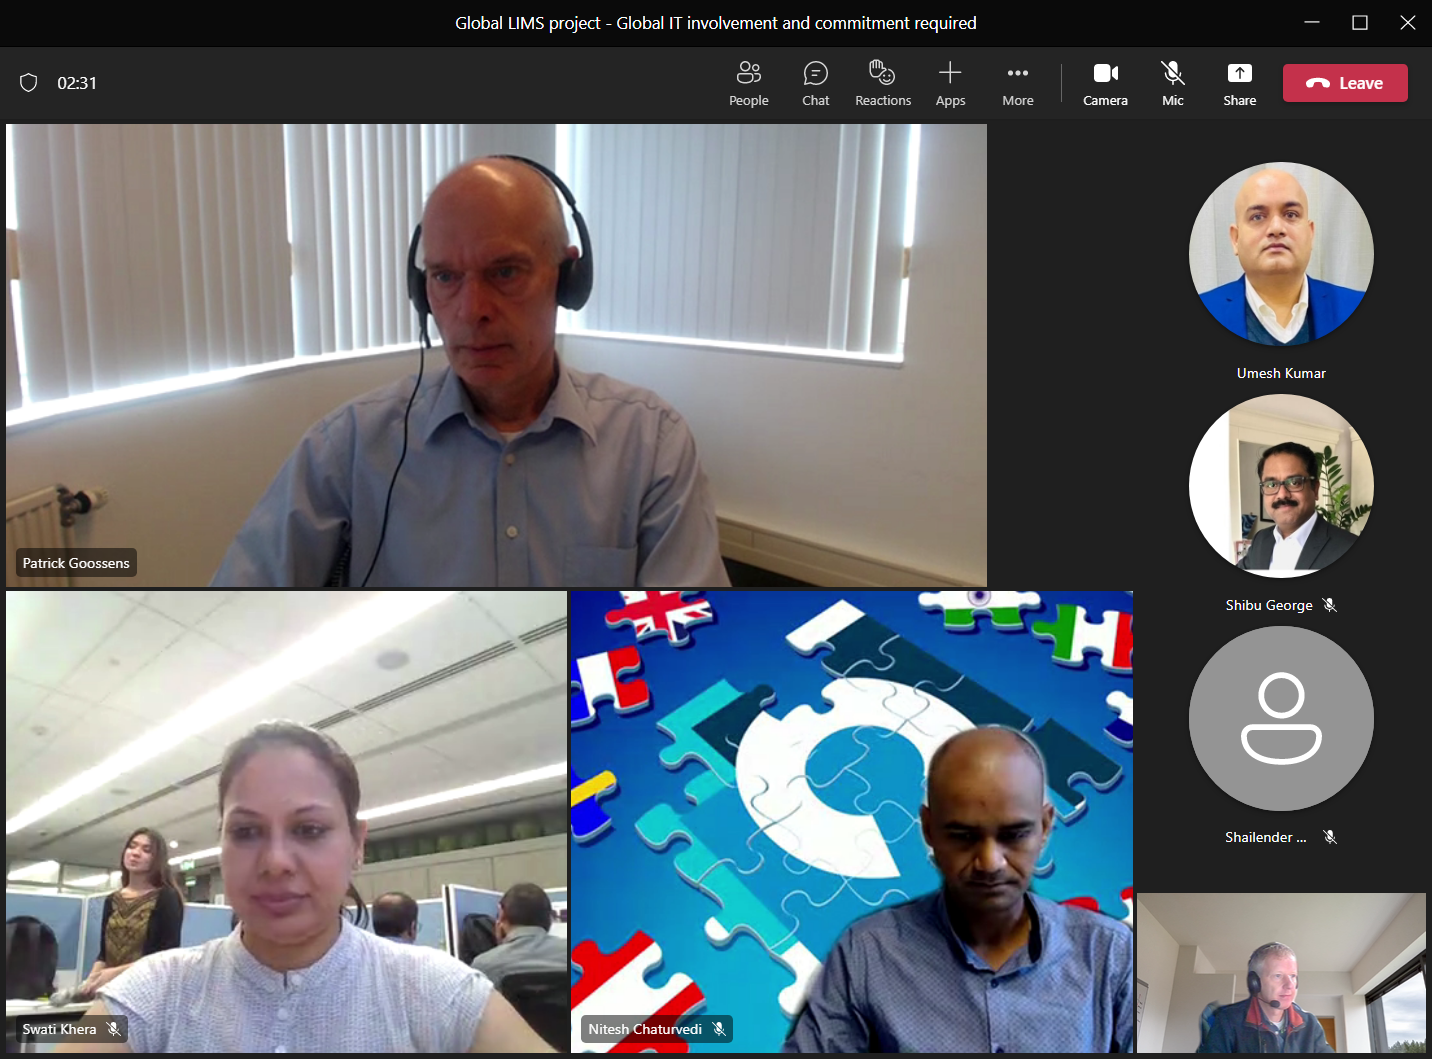 Global LIMS project - Global IT involvement and commitment required
02:31
People
Chat
Reactions
Apps
More
Camera
Mic
Share
Leave
Patrick Goossens
Umesh Kumar
Shibu George
Shailender ...
Swati Khera
Nitesh Chaturvedi